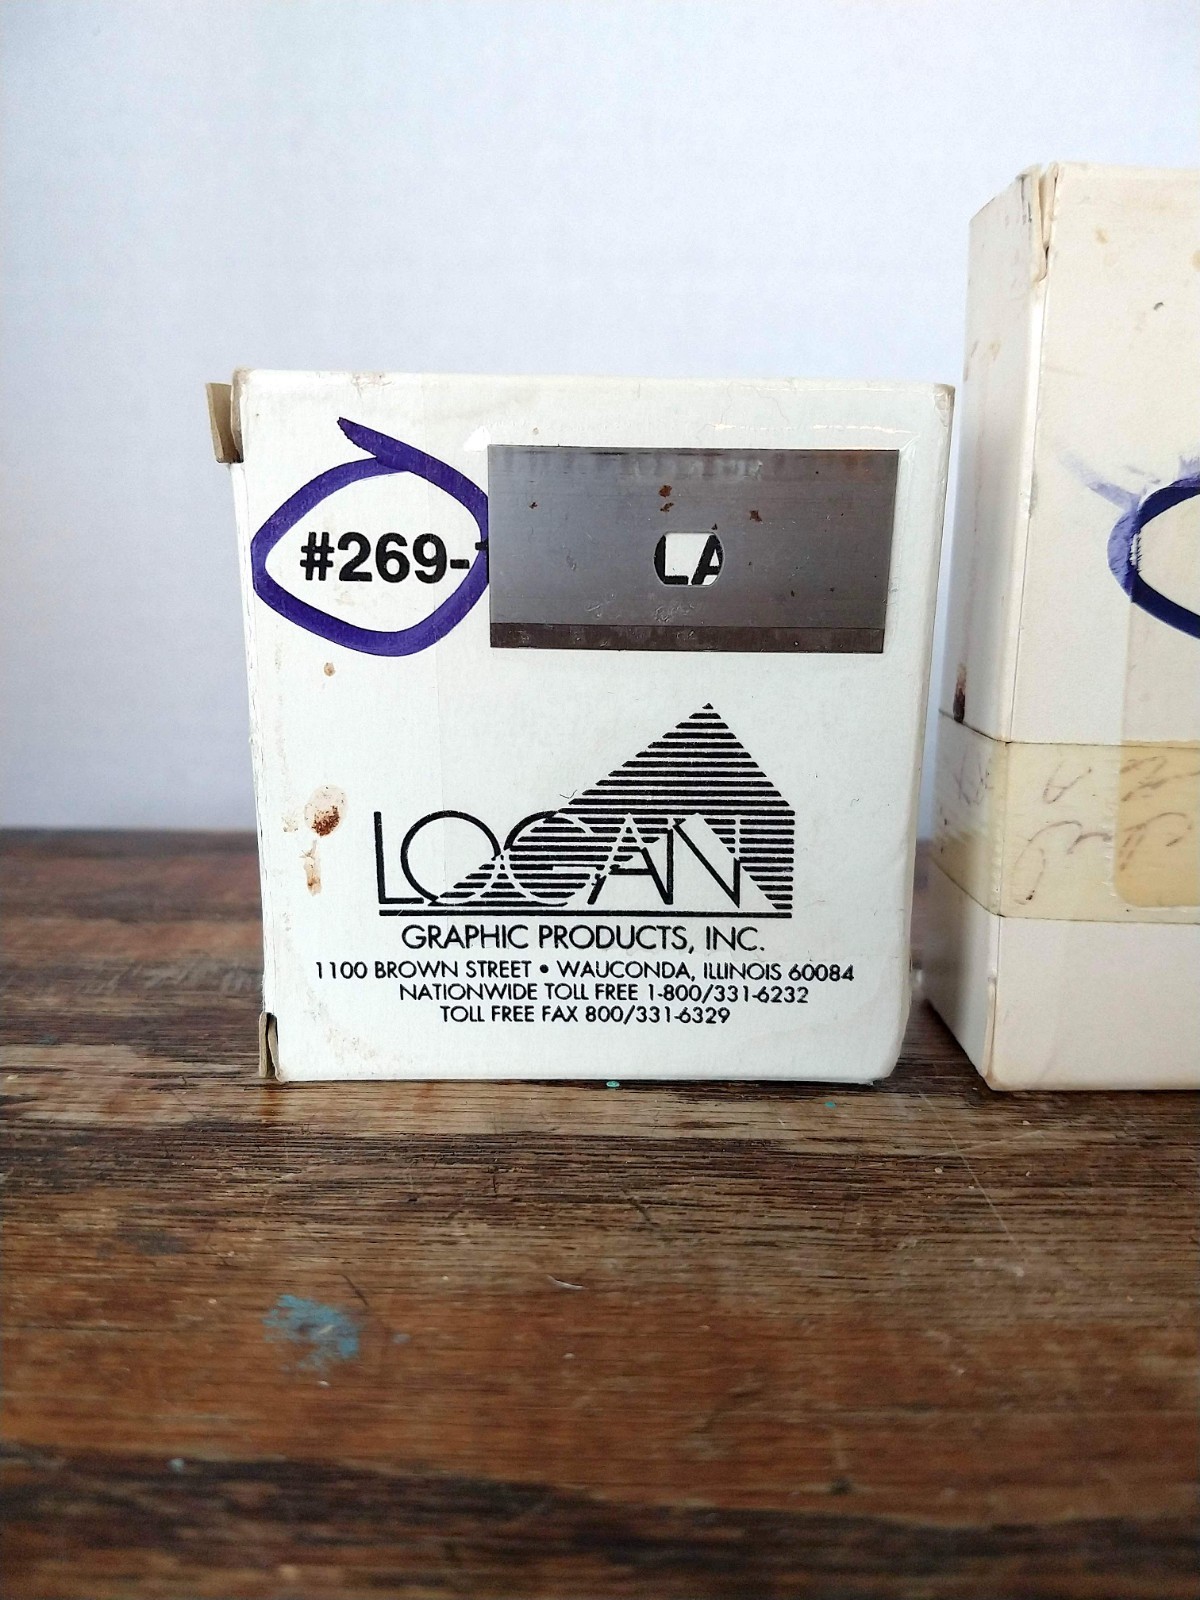 #269-
LA
LOGAN
GRAPHIC PRODUCTS, INC.
1100 BROWN STREET • WAUCONDA, ILLINOIS 60084
NATIONWIDE TOLL FREE 1-800/331-6232
TOLL FREE FAX 800/331-6329